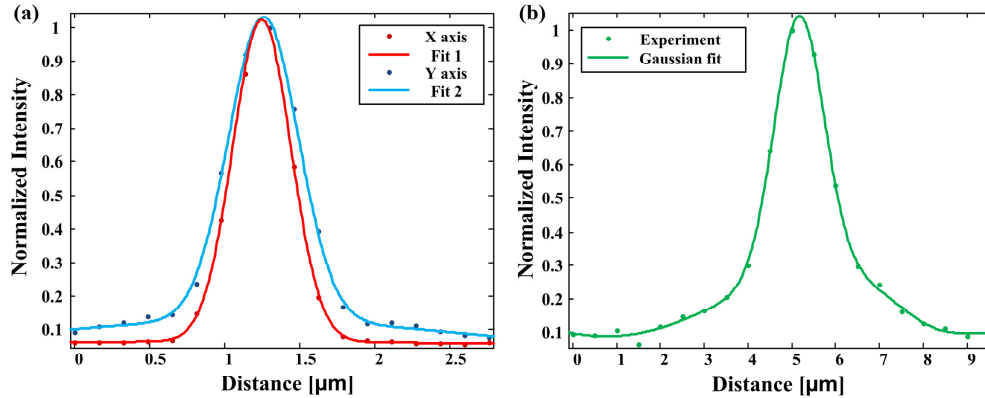 (a)
Normalized Intensity
1
0.9
0.8
0.7
0.6
0.5
0.4
0.3
0.2
0.1
X axis
Fit 1
Y axis
Fit 2
0 0.5 1 1.5 2 2.5
Distance [µm]
(b)
Normalized Intensity
1
0.9
0.8
0.7
0.6
0.5
0.4
0.3
0.2
0.1
Experiment
Gaussian fit
0 1 2 3 4 5 6 7 8 9
Distance [µm]